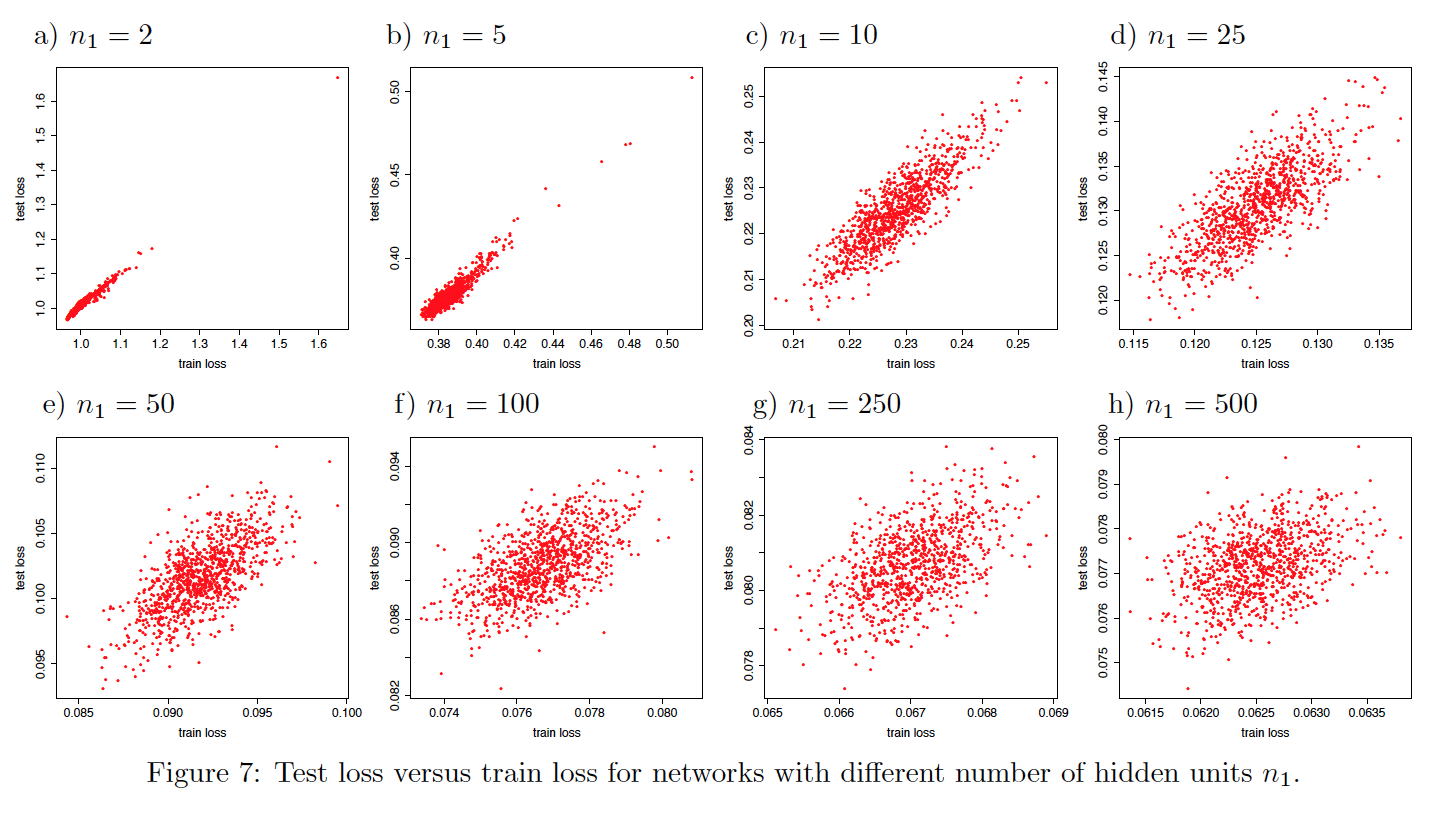 a) n₁ = 2
test loss
1.0 1.1 1.2 1.3 1.4 1.5 1.6
1.0 1.1 1.2 1.3 1.4 1.5 1.6
train loss
b) n₁ = 5
test loss
0.40 0.45 0.50
0.38 0.40 0.42 0.44 0.46 0.48 0.50
train loss
c) n₁ = 10
test loss
0.20 0.21 0.22 0.23 0.24 0.25
0.21 0.22 0.23 0.24 0.25
train loss
d) n₁ = 25
test loss
0.120 0.125 0.130 0.135 0.140 0.145
0.115 0.120 0.125 0.130 0.135
train loss
e) n₁ = 50
test loss
0.095 0.100 0.105 0.110
0.085 0.090 0.095 0.100
train loss
f) n₁ = 100
test loss
0.082 0.086 0.090 0.094
0.074 0.076 0.078 0.080
train loss
g) n₁ = 250
test loss
0.078 0.080 0.082 0.084
0.065 0.066 0.067 0.068 0.069
train loss
h) n₁ = 500
test loss
0.075 0.076 0.077 0.078 0.079 0.080
0.0615 0.0620 0.0625 0.0630 0.0635
train loss
Figure 7: Test loss versus train loss for networks with different number of hidden units n₁.